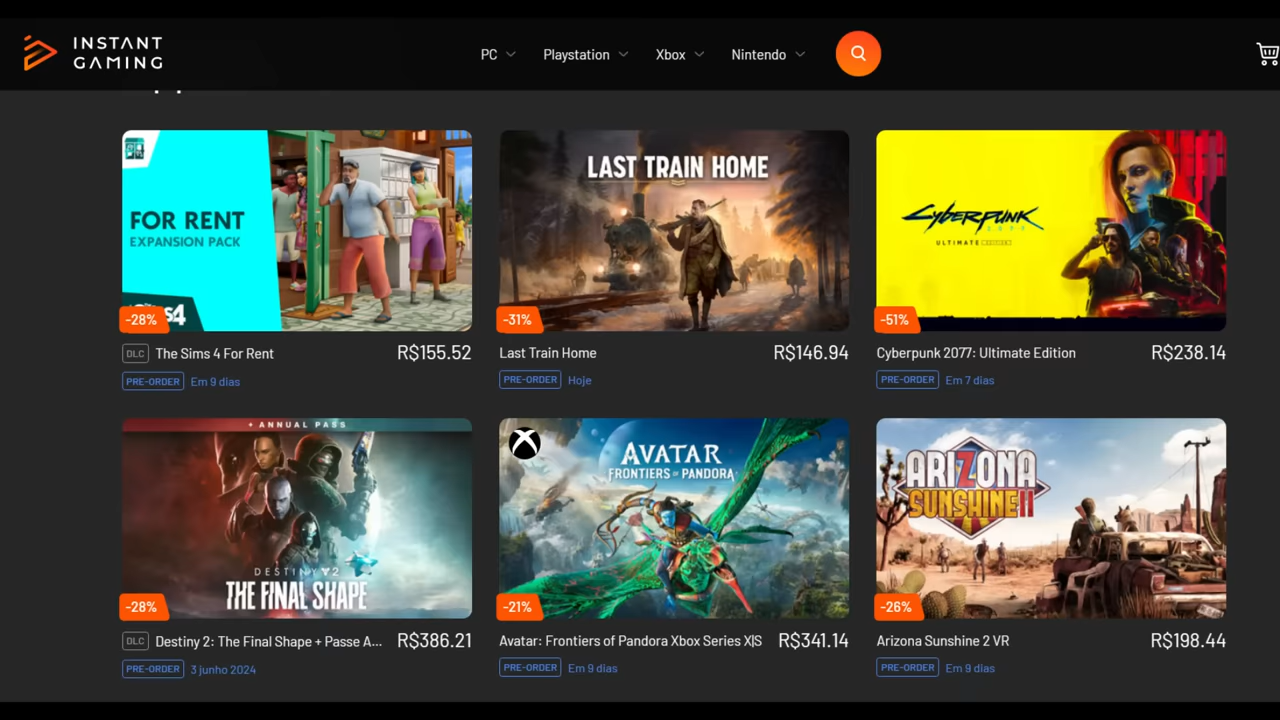 INSTANT
GAMING
PC
Playstation
Xbox
Nintendo
FOR RENT
EXPANSION PACK
S4
-28%
LAST TRAIN HOME
-31%
CYBERPUNK
2077
ULTIMATE EDITION
-51%
DLC The Sims 4 For Rent R$155.52
PRE-ORDER Em 9 dias
Last Train Home R$146.94
PRE-ORDER Hoje
Cyberpunk 2077: Ultimate Edition R$238.14
PRE-ORDER Em 7 dias
+ ANNUAL PASS
DESTINY 2
THE FINAL SHAPE
-28%
AVATAR
FRONTIERS OF PANDORA
-21%
ARIZONA
SUNSHINE II
-26%
DLC Destiny 2: The Final Shape + Passe A... R$386.21
PRE-ORDER 3 junho 2024
Avatar: Frontiers of Pandora Xbox Series X|S R$341.14
PRE-ORDER Em 9 dias
Arizona Sunshine 2 VR R$198.44
PRE-ORDER Em 9 dias